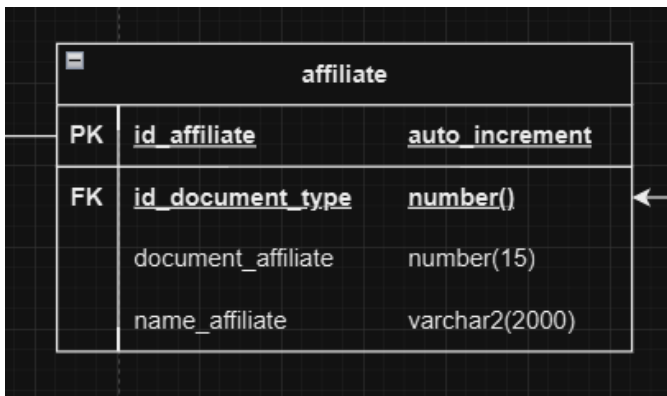 affiliate
PK id_affiliate auto_increment
FK id_document_type number()
document_affiliate number(15)
name_affiliate varchar2(2000)